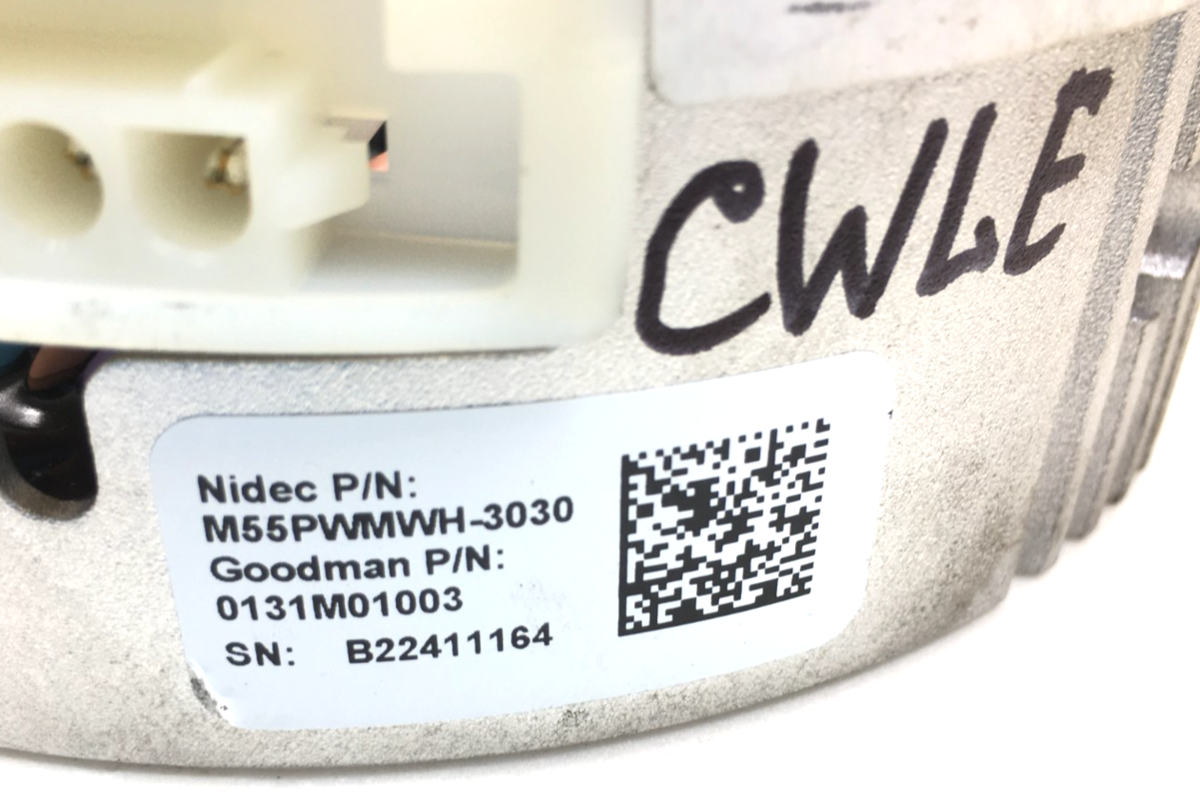 CWLE
Nidec P/N:
M55PWMWH-3030
Goodman P/N:
0131M01003
SN: B22411164